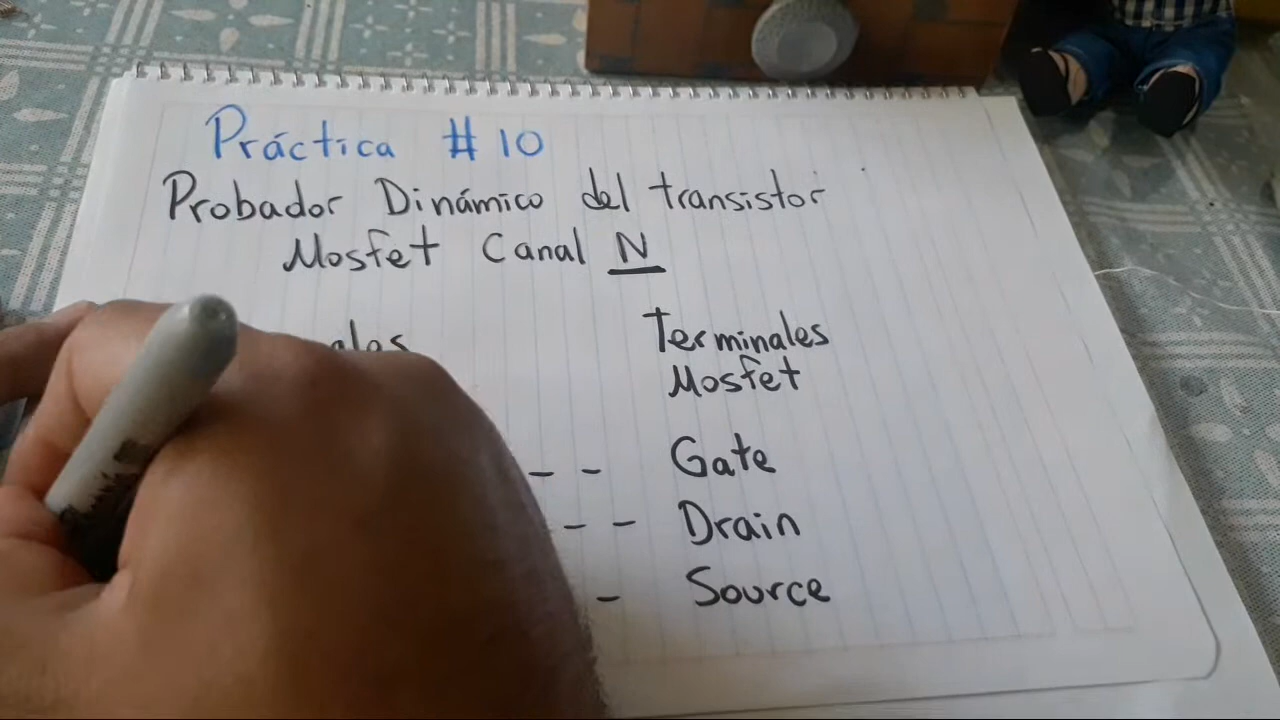 Práctica #10
Probador Dinámico del transistor
Mosfet Canal N
Terminales
Mosfet
- - Gate
- - Drain
- Source